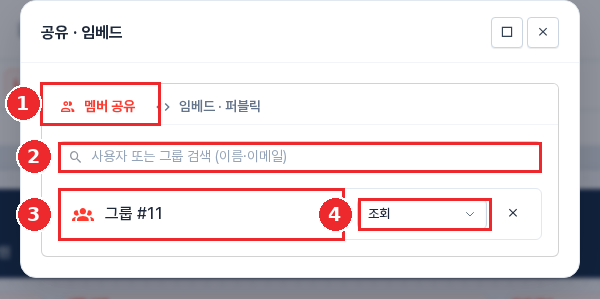 공유 · 임베드
1 멤버 공유 임베드 · 퍼블릭
2 사용자 또는 그룹 검색 (이름·이메일)
3 그룹 #11 4 조회